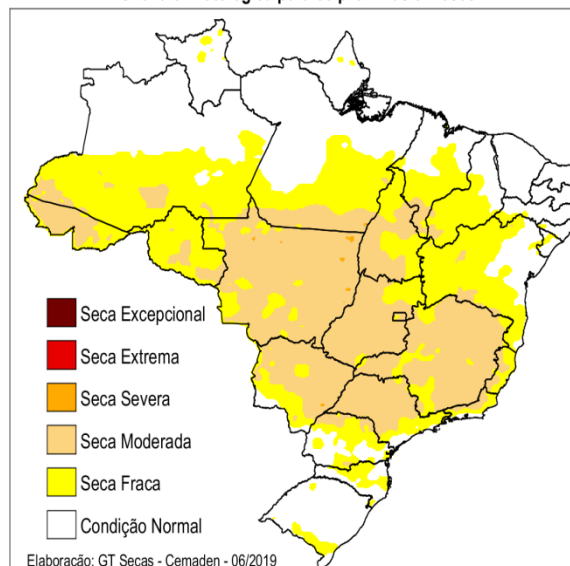 Seca Excepcional
Seca Extrema
Seca Severa
Seca Moderada
Seca Fraca
Condição Normal
Elaboração: GT Secas - Cemaden - 06/2019